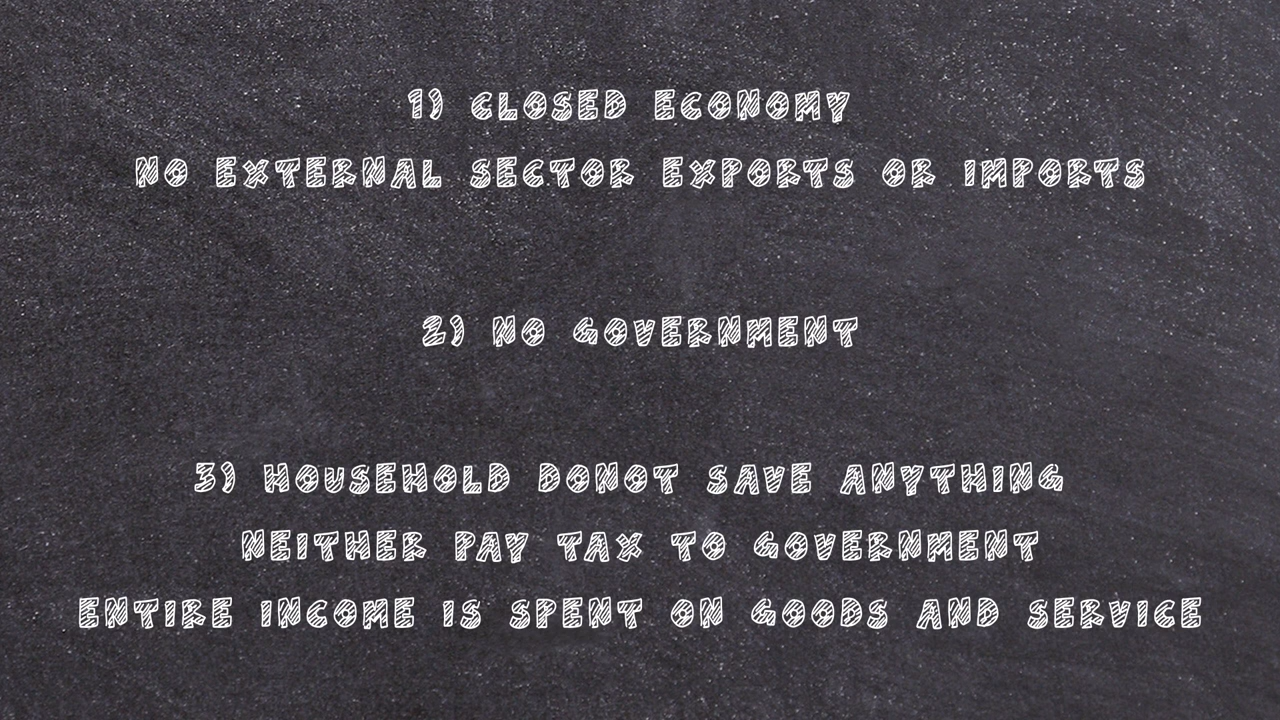 1) CLOSED ECONOMY
NO EXTERNAL SECTOR EXPORTS OR IMPORTS
2) NO GOVERNMENT
3) HOUSEHOLD DONOT SAVE ANYTHING
NEITHER PAY TAX TO GOVERNMENT
ENTIRE INCOME IS SPENT ON GOODS AND SERVICE